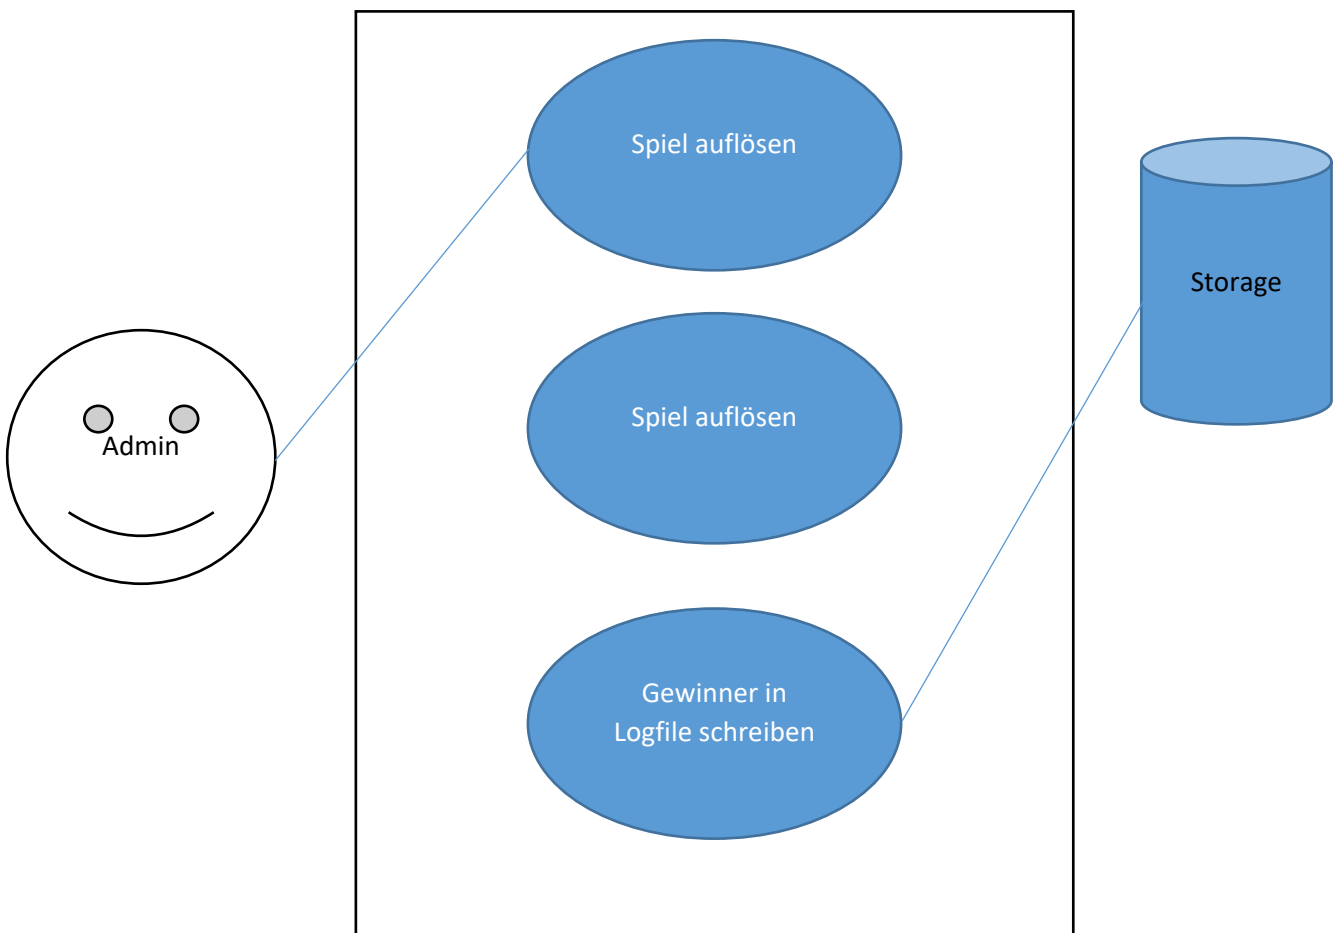 Spiel auflösen
Storage
Spiel auflösen
Admin
Gewinner in
Logfile schreiben